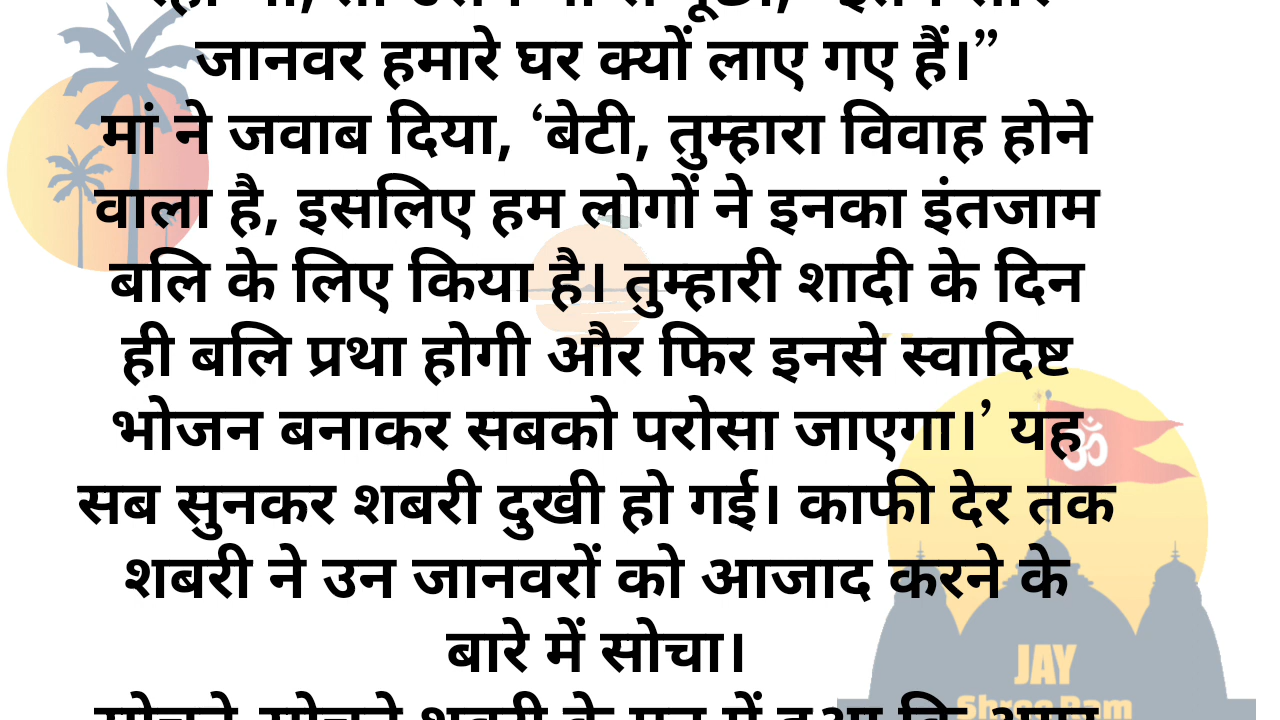 जानवर हमारे घर क्यों लाए गए हैं।”
मां ने जवाब दिया, ‘बेटी, तुम्हारा विवाह होने
वाला है, इसलिए हम लोगों ने इनका इंतजाम
बलि के लिए किया है। तुम्हारी शादी के दिन
ही बलि प्रथा होगी और फिर इनसे स्वादिष्ट
भोजन बनाकर सबको परोसा जाएगा।’ यह
सब सुनकर शबरी दुखी हो गई। काफी देर तक
शबरी ने उन जानवरों को आजाद करने के
बारे में सोचा।
ॐ
JAY
Shree Ram